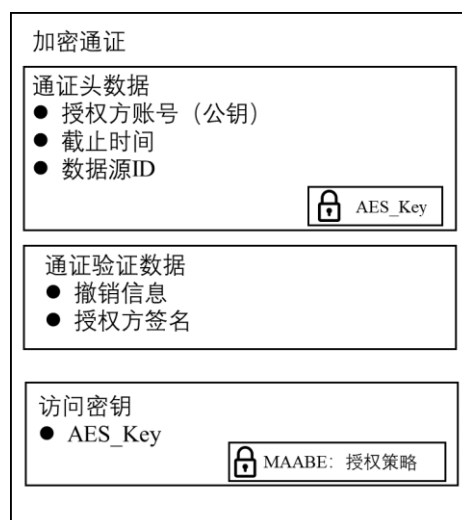 加密通证
通证头数据
● 授权方账号（公钥）
● 截止时间
● 数据源ID
AES_Key
通证验证数据
● 撤销信息
● 授权方签名
访问密钥
● AES_Key
MAABE：授权策略